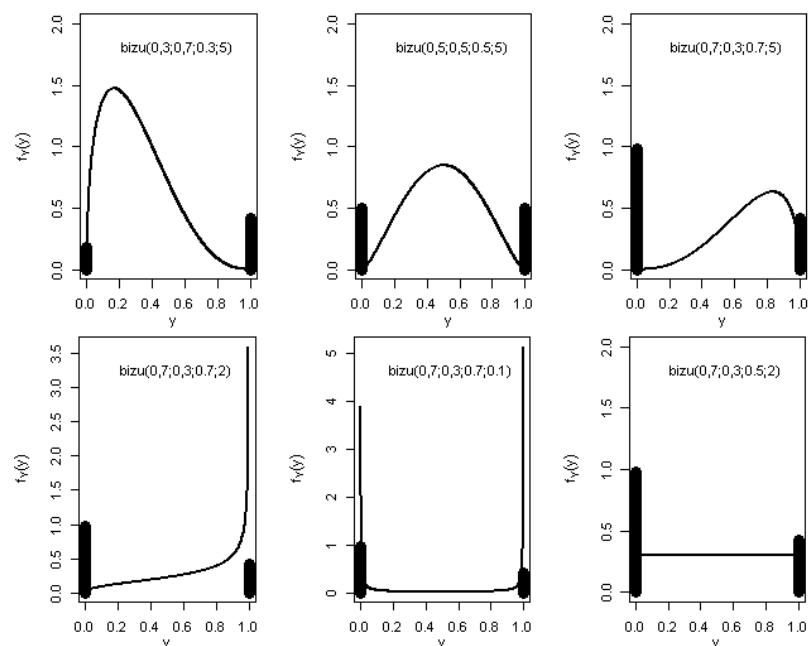 bizu(0,3;0,7;0.3;5)
f_Y(y)
2.0
1.5
1.0
0.5
0.0
0.0 0.2 0.4 0.6 0.8 1.0
y
bizu(0,5;0,5;0.5;5)
f_Y(y)
2.0
1.5
1.0
0.5
0.0
0.0 0.2 0.4 0.6 0.8 1.0
y
bizu(0,7;0,3;0.7;5)
f_Y(y)
2.0
1.5
1.0
0.5
0.0
0.0 0.2 0.4 0.6 0.8 1.0
y
bizu(0,7;0,3;0.7;2)
f_Y(y)
3.5
3.0
2.5
2.0
1.5
1.0
0.5
0.0
0.0 0.2 0.4 0.6 0.8 1.0
y
bizu(0,7;0,3;0.7;0.1)
f_Y(y)
5
4
3
2
1
0
0.0 0.2 0.4 0.6 0.8 1.0
y
bizu(0,7;0,3;0.5;2)
f_Y(y)
2.0
1.5
1.0
0.5
0.0
0.0 0.2 0.4 0.6 0.8 1.0
y